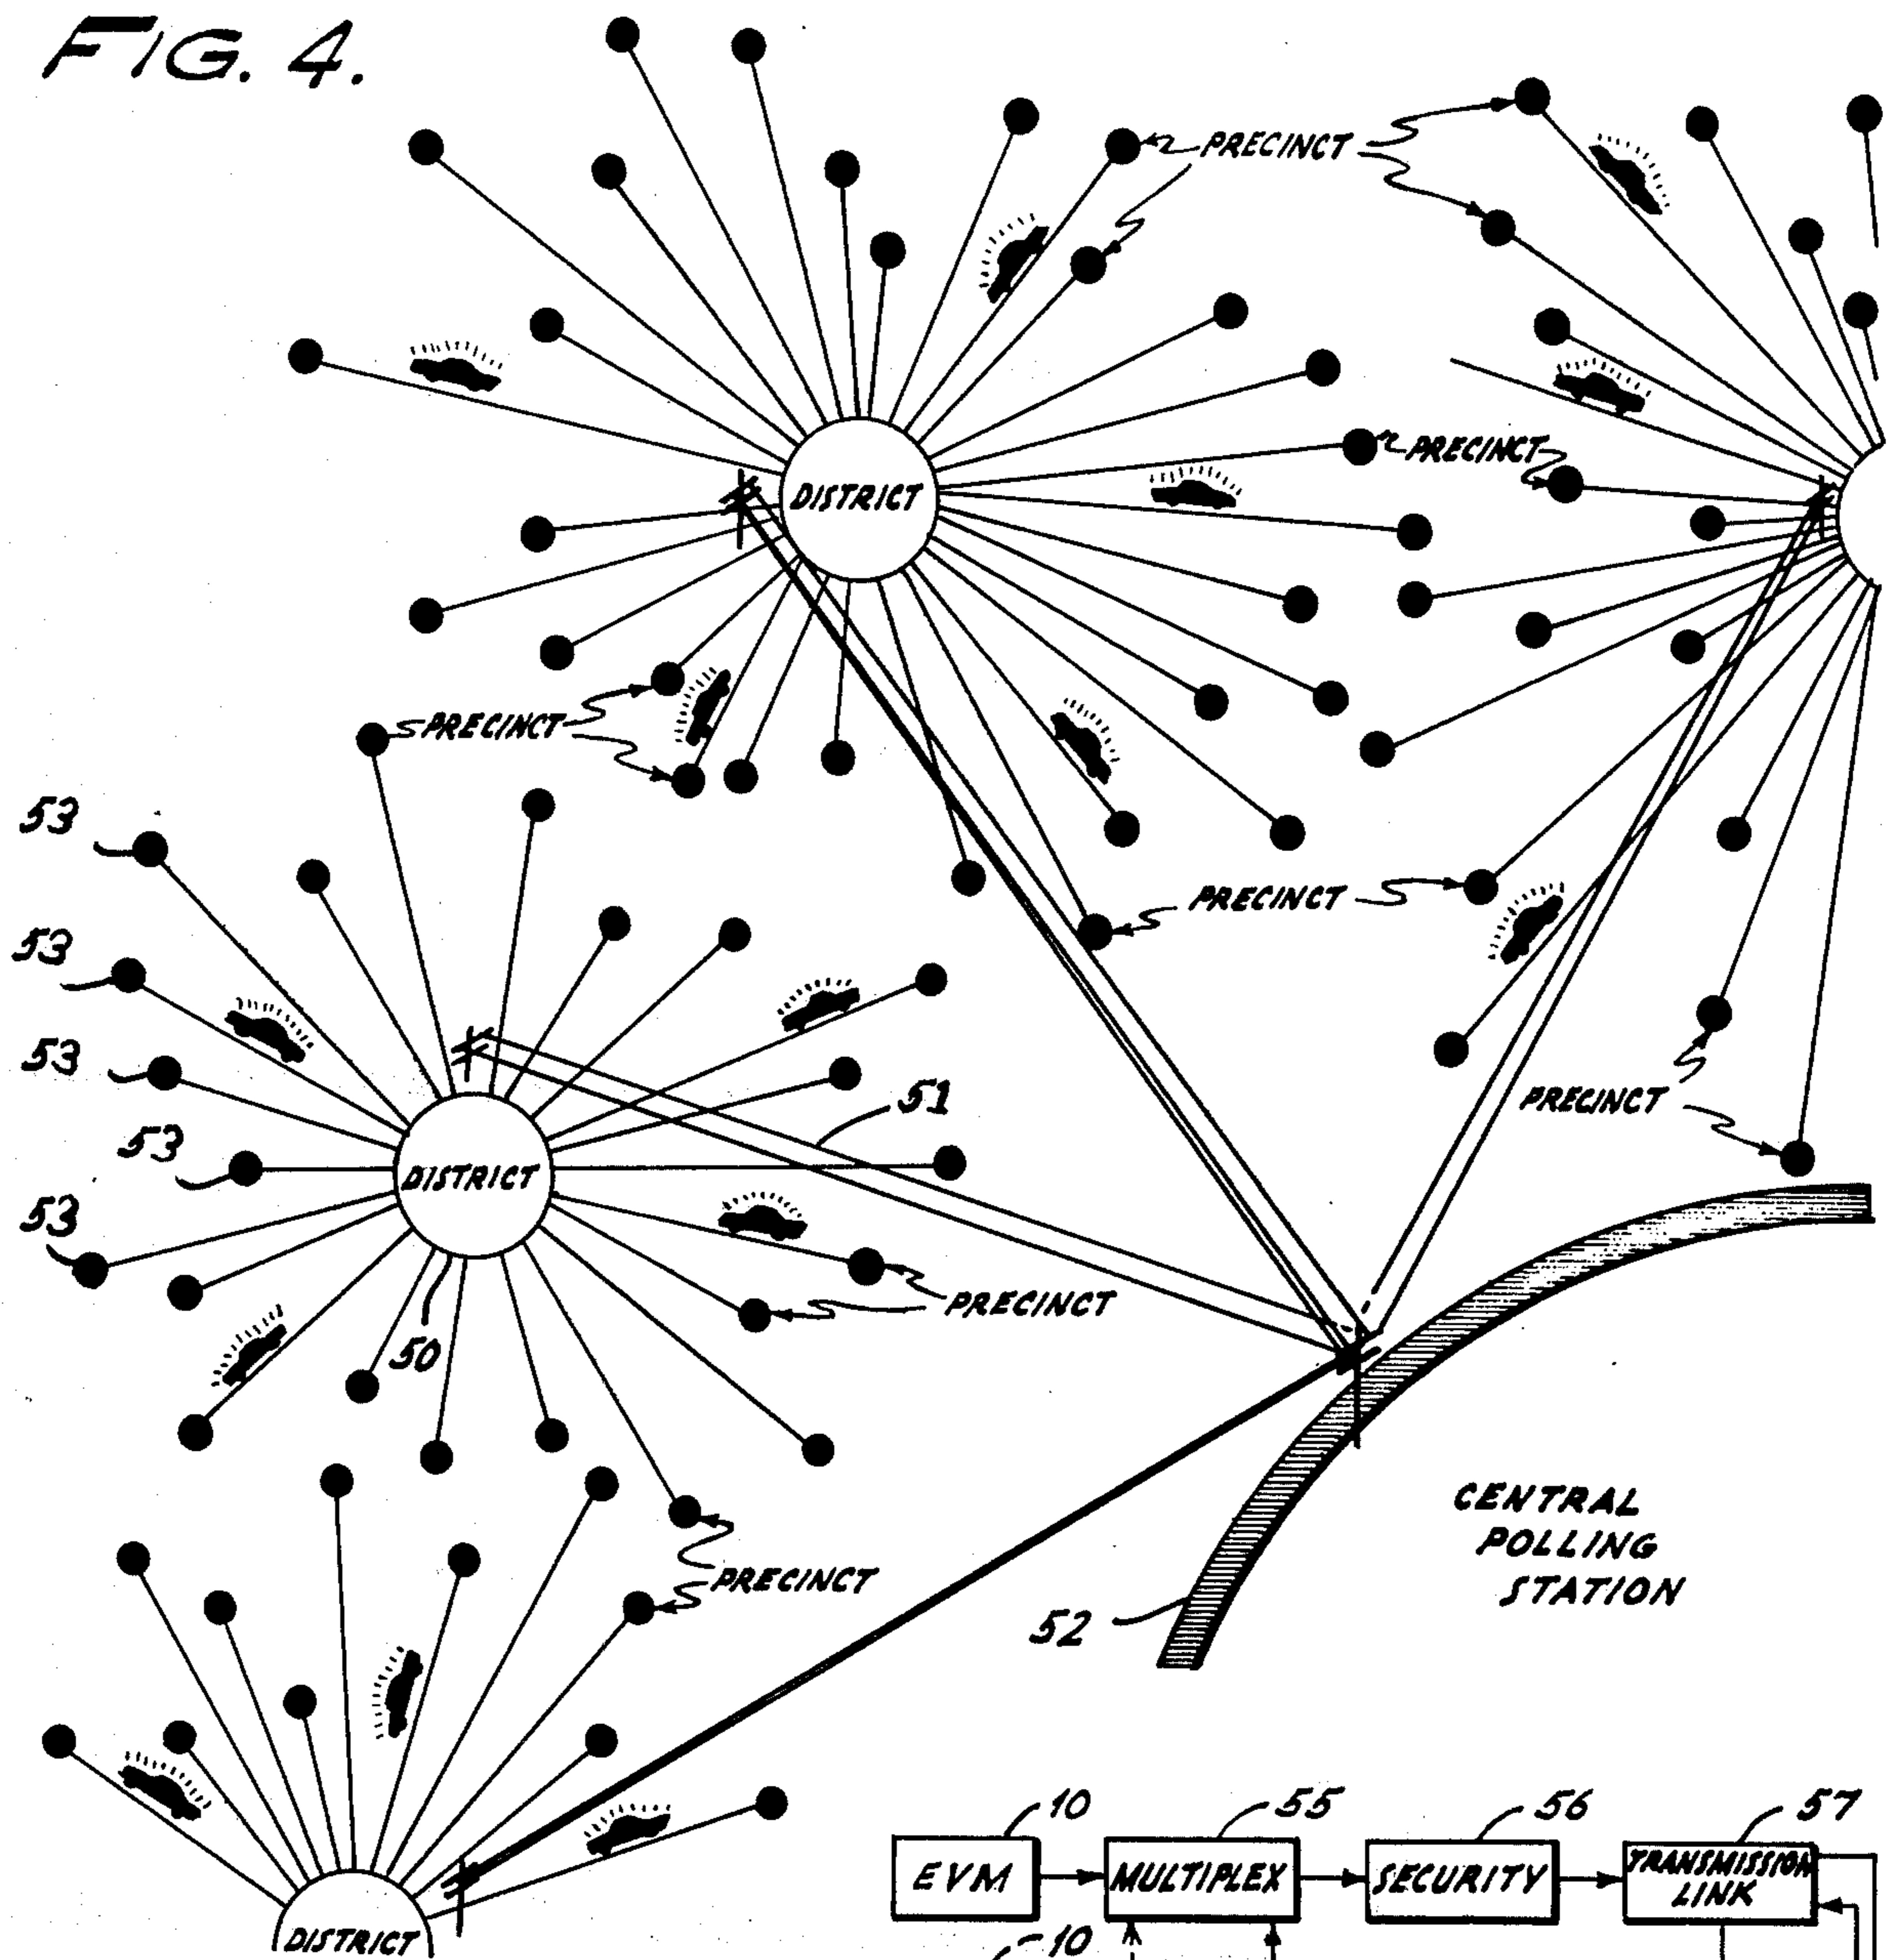 FIG. 4.
PRECINCT
PRECINCT
DISTRICT
PRECINCT
53
PRECINCT
53
53
51
PRECINCT
53
DISTRICT
53
PRECINCT
50
CENTRAL
POLLING
STATION
PRECINCT
52
10
55
56
57
EVM
MULTIPLEX
SECURITY
TRANSMISSION
LINK
DISTRICT
10